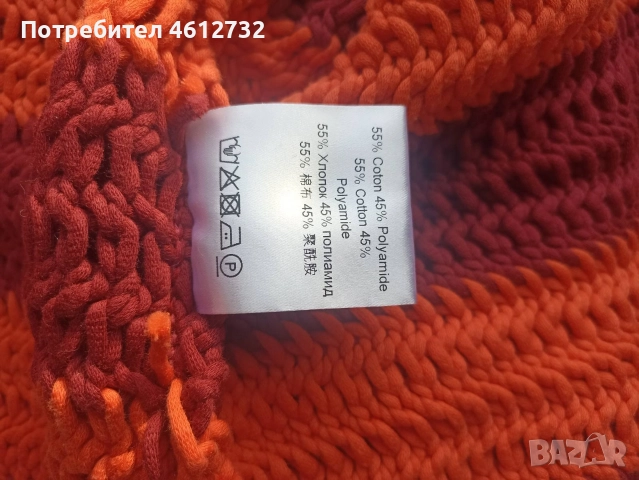 Потребител 4612732
55% Coton 45% Polyamide
55% Cotton 45%
Polyamide
55% Хлопок 45% полиамид
55% 棉布 45% 聚酰胺
P
BAZAR